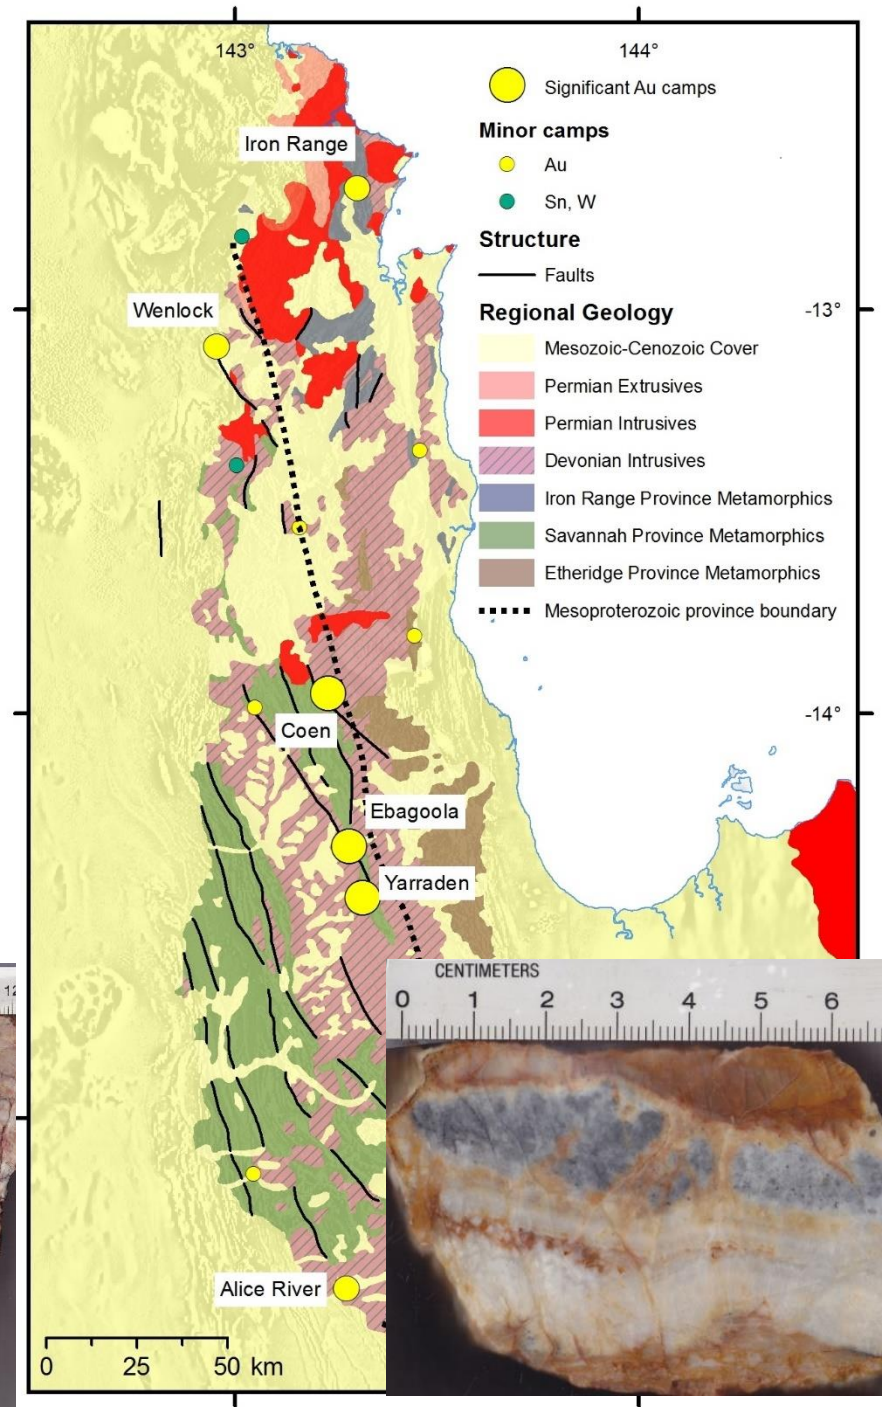 143°
144°
Significant Au camps
Minor camps
Au
Sn, W
Structure
Faults
Regional Geology
Mesozoic-Cenozoic Cover
Permian Extrusives
Permian Intrusives
Devonian Intrusives
Iron Range Province Metamorphics
Savannah Province Metamorphics
Etheridge Province Metamorphics
Mesoproterozoic province boundary
Iron Range
Wenlock
-13°
-14°
Coen
Ebagoola
Yarraden
Alice River
0 25 50 km
12
CENTIMETERS
0 1 2 3 4 5 6